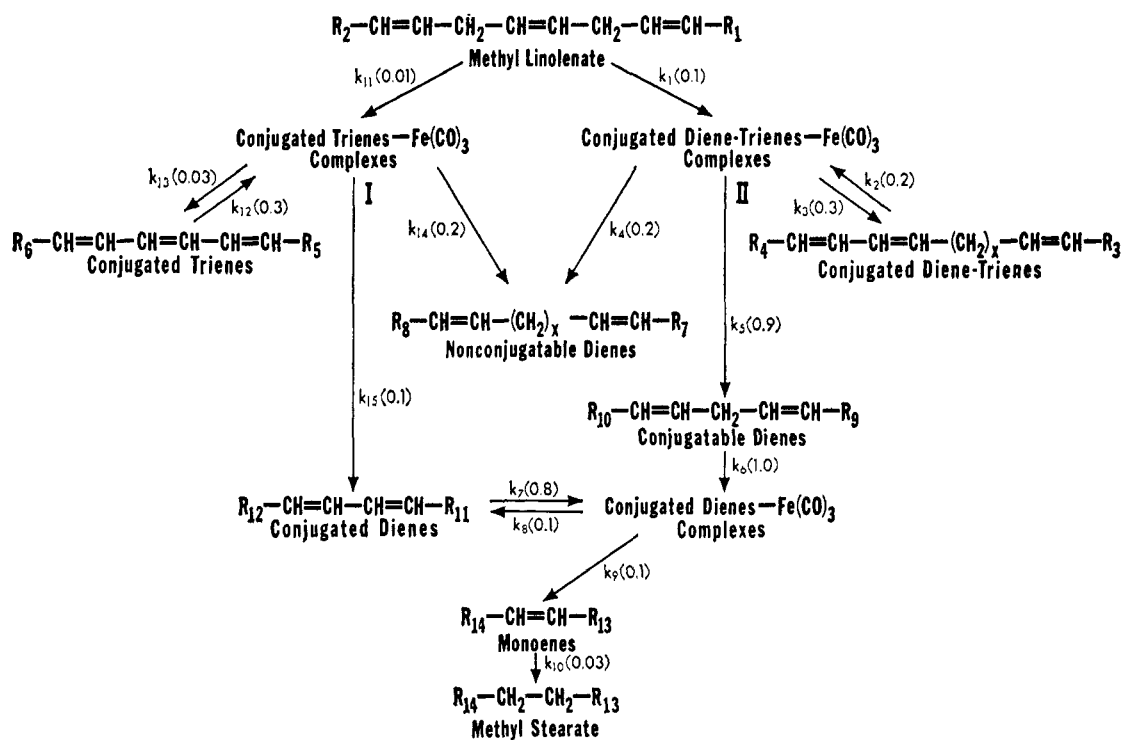 R₂—CH=CH—CH₂—CH=CH—CH₂—CH=CH—R₁
Methyl Linolenate
k₁₁(0.01)
k₁(0.1)
Conjugated Trienes—Fe(CO)₃
Complexes
I
Conjugated Diene-Trienes—Fe(CO)₃
Complexes
II
k₁₃(0.03)
k₁₂(0.3)
k₁₄(0.2)
k₄(0.2)
k₂(0.2)
k₃(0.3)
R₆—CH=CH—CH=CH—CH=CH—R₅
Conjugated Trienes
R₄—CH=CH—CH=CH—(CH₂)ₓ—CH=CH—R₃
Conjugated Diene-Trienes
R₈—CH=CH—(CH₂)ₓ —CH=CH—R₇
Nonconjugatable Dienes
k₅(0.9)
k₁₅(0.1)
R₁₀—CH=CH—CH₂—CH=CH—R₉
Conjugatable Dienes
k₆(1.0)
R₁₂—CH=CH—CH=CH—R₁₁
Conjugated Dienes
k₇(0.8)
k₈(0.1)
Conjugated Dienes—Fe(CO)₃
Complexes
k₉(0.1)
R₁₄—CH=CH—R₁₃
Monoenes
k₁₀(0.03)
R₁₄—CH₂—CH₂—R₁₃
Methyl Stearate